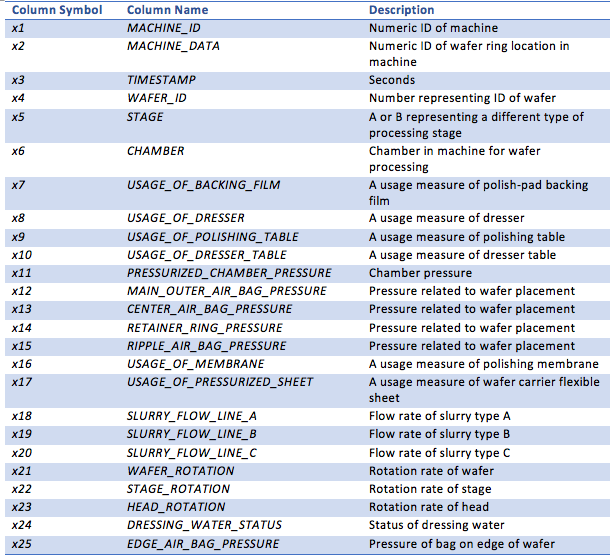 Column Symbol Column Name Description
x1 MACHINE_ID Numeric ID of machine
x2 MACHINE_DATA Numeric ID of wafer ring location in
machine
x3 TIMESTAMP Seconds
x4 WAFER_ID Number representing ID of wafer
x5 STAGE A or B representing a different type of
processing stage
x6 CHAMBER Chamber in machine for wafer
processing
x7 USAGE_OF_BACKING_FILM A usage measure of polish-pad backing
film
x8 USAGE_OF_DRESSER A usage measure of dresser
x9 USAGE_OF_POLISHING_TABLE A usage measure of polishing table
x10 USAGE_OF_DRESSER_TABLE A usage measure of dresser table
x11 PRESSURIZED_CHAMBER_PRESSURE Chamber pressure
x12 MAIN_OUTER_AIR_BAG_PRESSURE Pressure related to wafer placement
x13 CENTER_AIR_BAG_PRESSURE Pressure related to wafer placement
x14 RETAINER_RING_PRESSURE Pressure related to wafer placement
x15 RIPPLE_AIR_BAG_PRESSURE Pressure related to wafer placement
x16 USAGE_OF_MEMBRANE A usage measure of polishing membrane
x17 USAGE_OF_PRESSURIZED_SHEET A usage measure of wafer carrier flexible
sheet
x18 SLURRY_FLOW_LINE_A Flow rate of slurry type A
x19 SLURRY_FLOW_LINE_B Flow rate of slurry type B
x20 SLURRY_FLOW_LINE_C Flow rate of slurry type C
x21 WAFER_ROTATION Rotation rate of wafer
x22 STAGE_ROTATION Rotation rate of stage
x23 HEAD_ROTATION Rotation rate of head
x24 DRESSING_WATER_STATUS Status of dressing water
x25 EDGE_AIR_BAG_PRESSURE Pressure of bag on edge of wafer